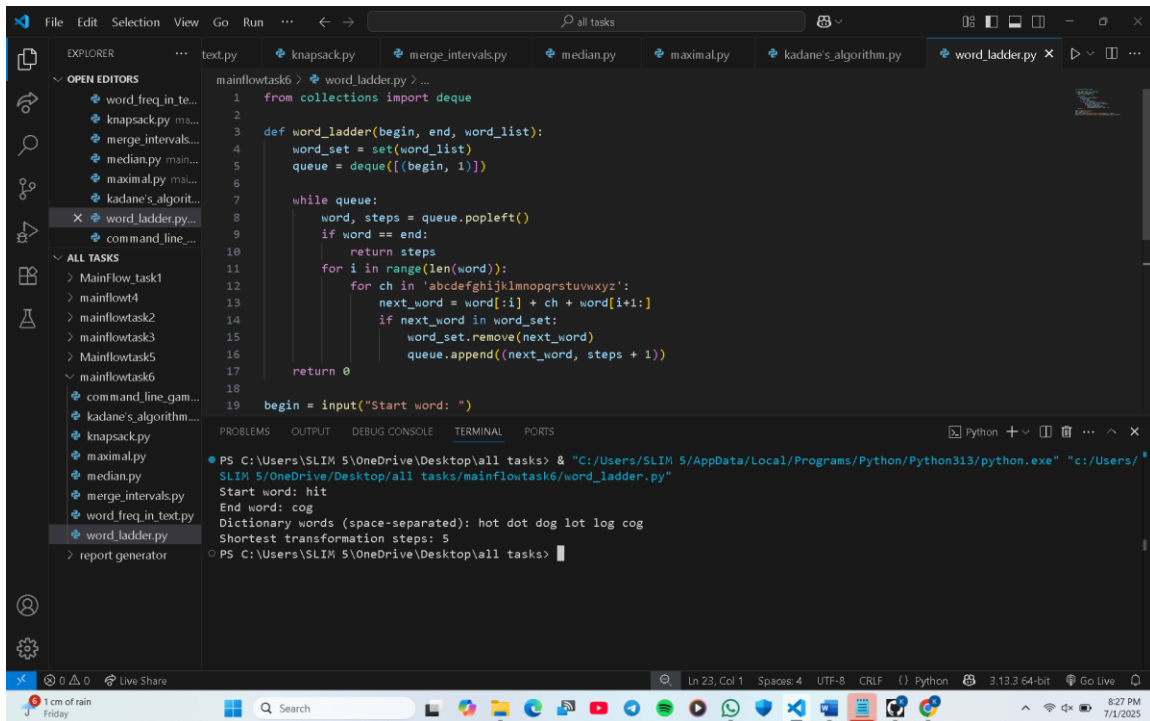 File Edit Selection View Go Run ··· ← → all tasks
EXPLORER ···
OPEN EDITORS
word_freq_in_te...
knapsack.py ma...
merge_intervals....
median.py main...
maximal.py mai...
kadane's_algorit...
word_ladder.py...
command_line_...
ALL TASKS
MainFlow_task1
mainflowt4
mainflowtask2
mainflowtask3
Mainflowtask5
mainflowtask6
command_line_gam...
kadane's_algorithm....
knapsack.py
maximal.py
median.py
merge_intervals.py
word_freq_in_text.py
word_ladder.py
report generator
text.py knapsack.py merge_intervals.py median.py maximal.py kadane's_algorithm.py word_ladder.py
mainflowtask6 > word_ladder.py > ...
1 from collections import deque
2
3 def word_ladder(begin, end, word_list):
4     word_set = set(word_list)
5     queue = deque([(begin, 1)])
6
7     while queue:
8         word, steps = queue.popleft()
9         if word == end:
10             return steps
11         for i in range(len(word)):
12             for ch in 'abcdefghijklmnopqrstuvwxyz':
13                 next_word = word[:i] + ch + word[i+1:]
14                 if next_word in word_set:
15                     word_set.remove(next_word)
16                     queue.append((next_word, steps + 1))
17     return 0
18
19 begin = input("Start word: ")
PROBLEMS OUTPUT DEBUG CONSOLE TERMINAL PORTS Python
PS C:\Users\SLIM 5\OneDrive\Desktop\all tasks> & "C:/Users/SLIM 5/AppData/Local/Programs/Python/Python313/python.exe" "c:/Users/
SLIM 5/OneDrive/Desktop/all tasks/mainflowtask6/word_ladder.py"
Start word: hit
End word: cog
Dictionary words (space-separated): hot dot dog lot log cog
Shortest transformation steps: 5
PS C:\Users\SLIM 5\OneDrive\Desktop\all tasks>
0 0 Live Share Ln 23, Col 1 Spaces: 4 UTF-8 CRLF {} Python 3.13.3 64-bit Go Live
6 1 cm of rain
Friday
Search
8:27 PM
7/1/2025